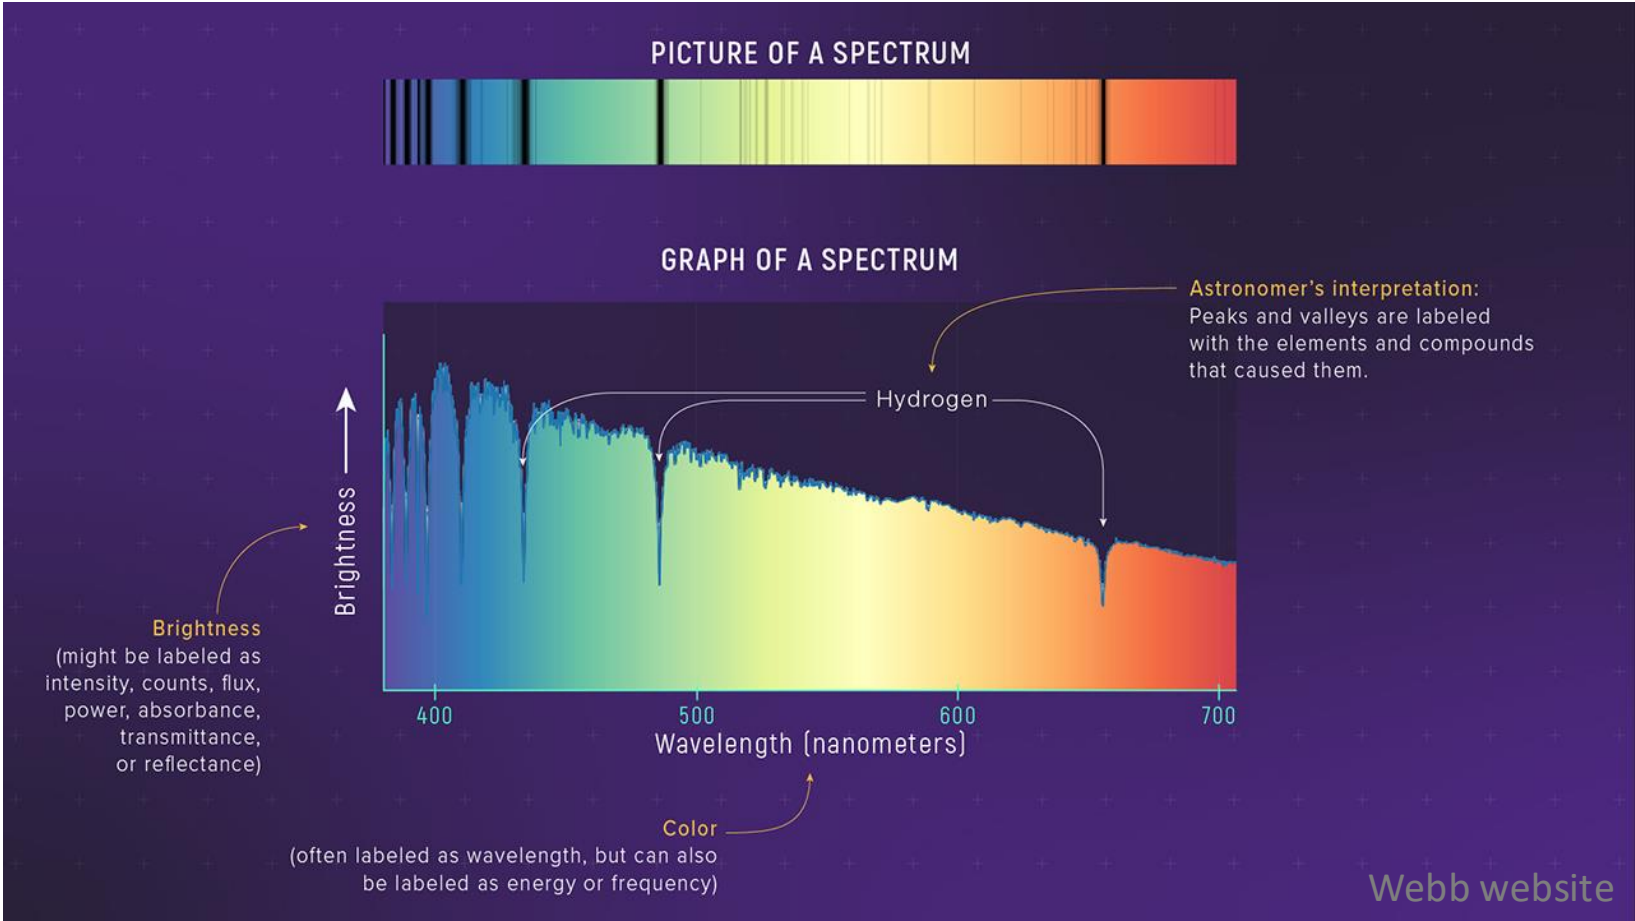 PICTURE OF A SPECTRUM
GRAPH OF A SPECTRUM
Astronomer's interpretation:
Peaks and valleys are labeled
with the elements and compounds
that caused them.
Hydrogen
Brightness
Brightness
(might be labeled as
intensity, counts, flux,
power, absorbance,
transmittance,
or reflectance)
400 500 600 700
Wavelength (nanometers)
Color
(often labeled as wavelength, but can also
be labeled as energy or frequency)
Webb website